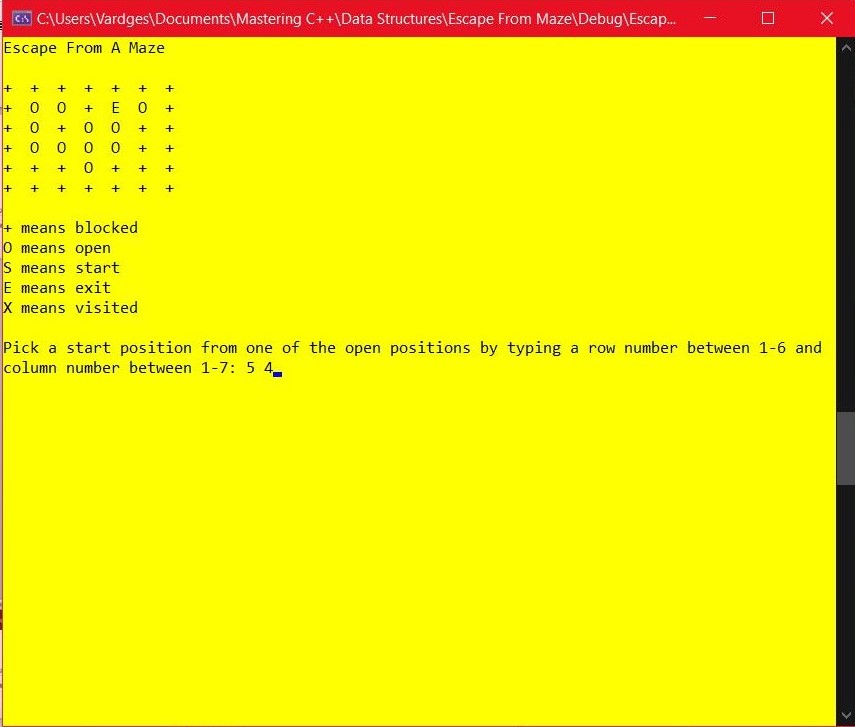 C:\Users\Vardges\Documents\Mastering C++\Data Structures\Escape From Maze\Debug\Escap...
Escape From A Maze
+ + + + + + +
+ O O + E O +
+ O + O O + +
+ O O O O + +
+ + + O + + +
+ + + + + + +
+ means blocked
O means open
S means start
E means exit
X means visited
Pick a start position from one of the open positions by typing a row number between 1-6 and
column number between 1-7: 5 4